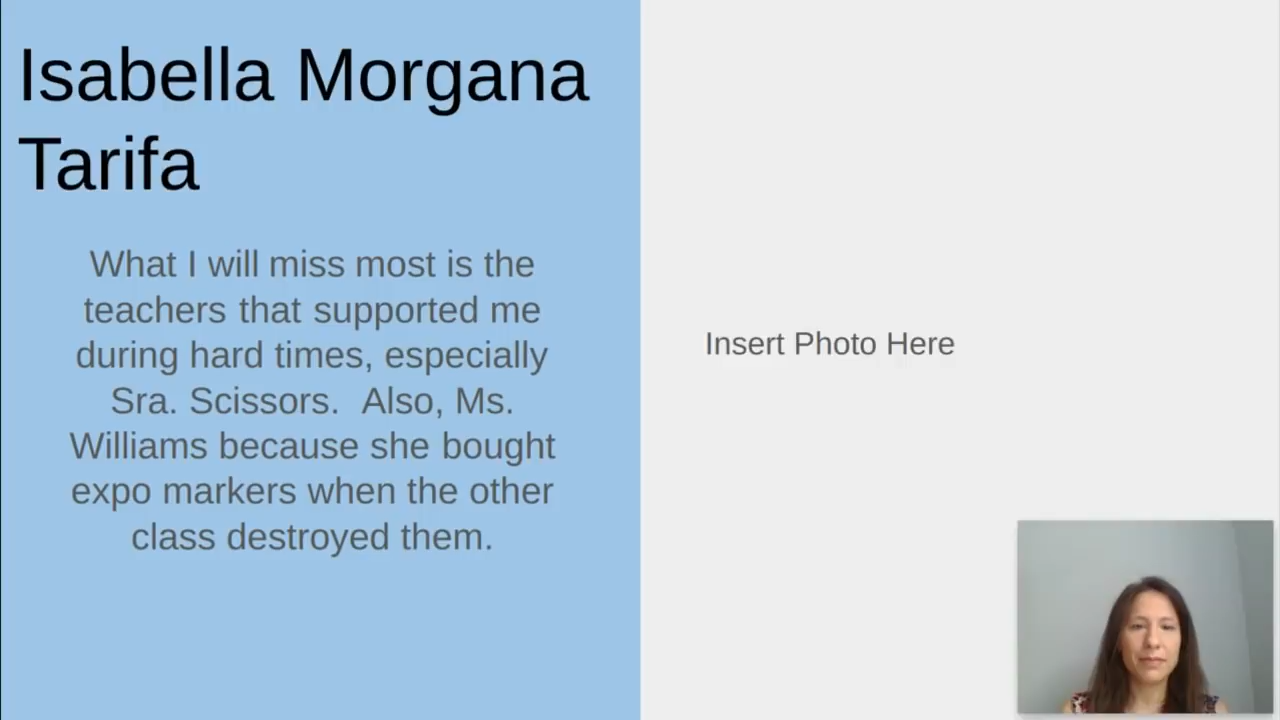 Isabella Morgana
Tarifa
What I will miss most is the
teachers that supported me
during hard times, especially
Sra. Scissors.  Also, Ms.
Williams because she bought
expo markers when the other
class destroyed them.
Insert Photo Here